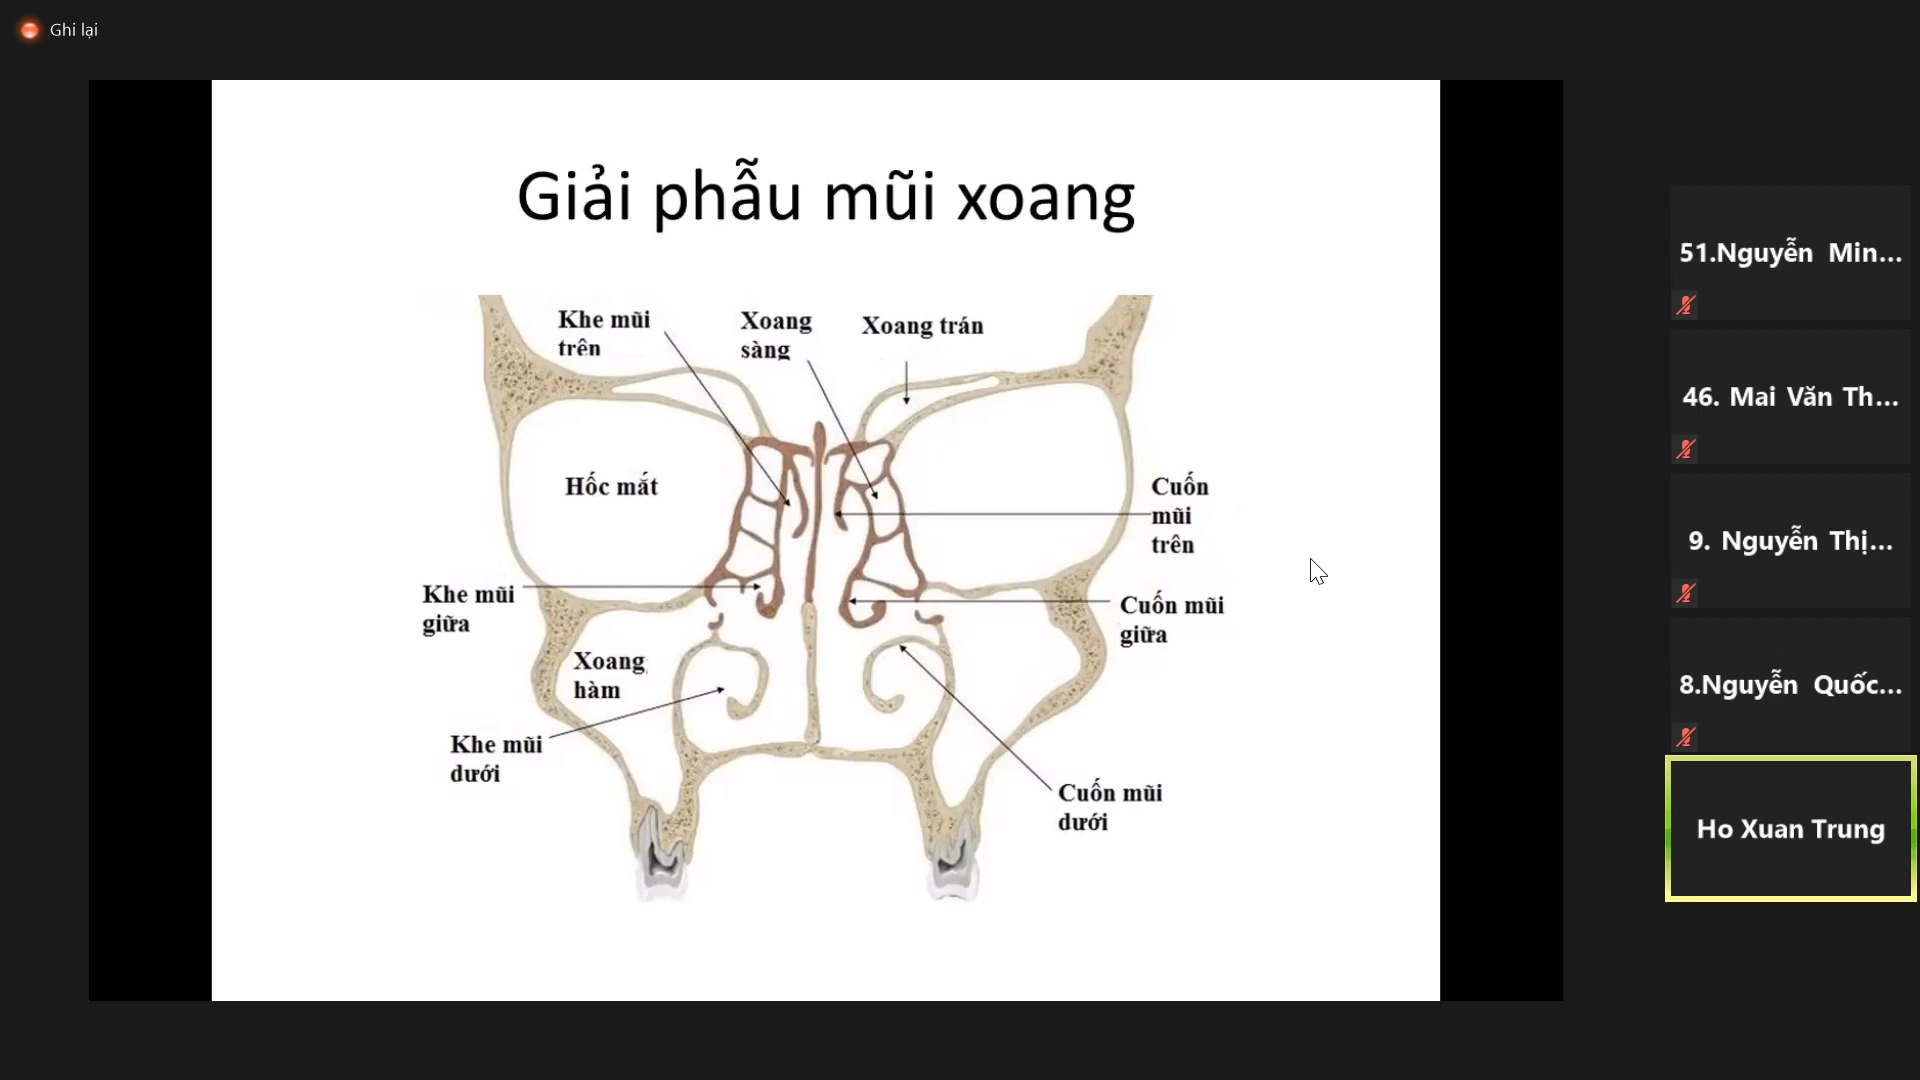 Ghi lại
Giải phẫu mũi xoang
Khe mũi
trên
Xoang
sàng
Xoang trán
Hốc mắt
Cuốn
mũi
trên
Khe mũi
giữa
Cuốn mũi
giữa
Xoang
hàm
Khe mũi
dưới
Cuốn mũi
dưới
51.Nguyễn Min...
46. Mai Văn Th...
9. Nguyễn Thị...
8.Nguyễn Quốc...
Ho Xuan Trung